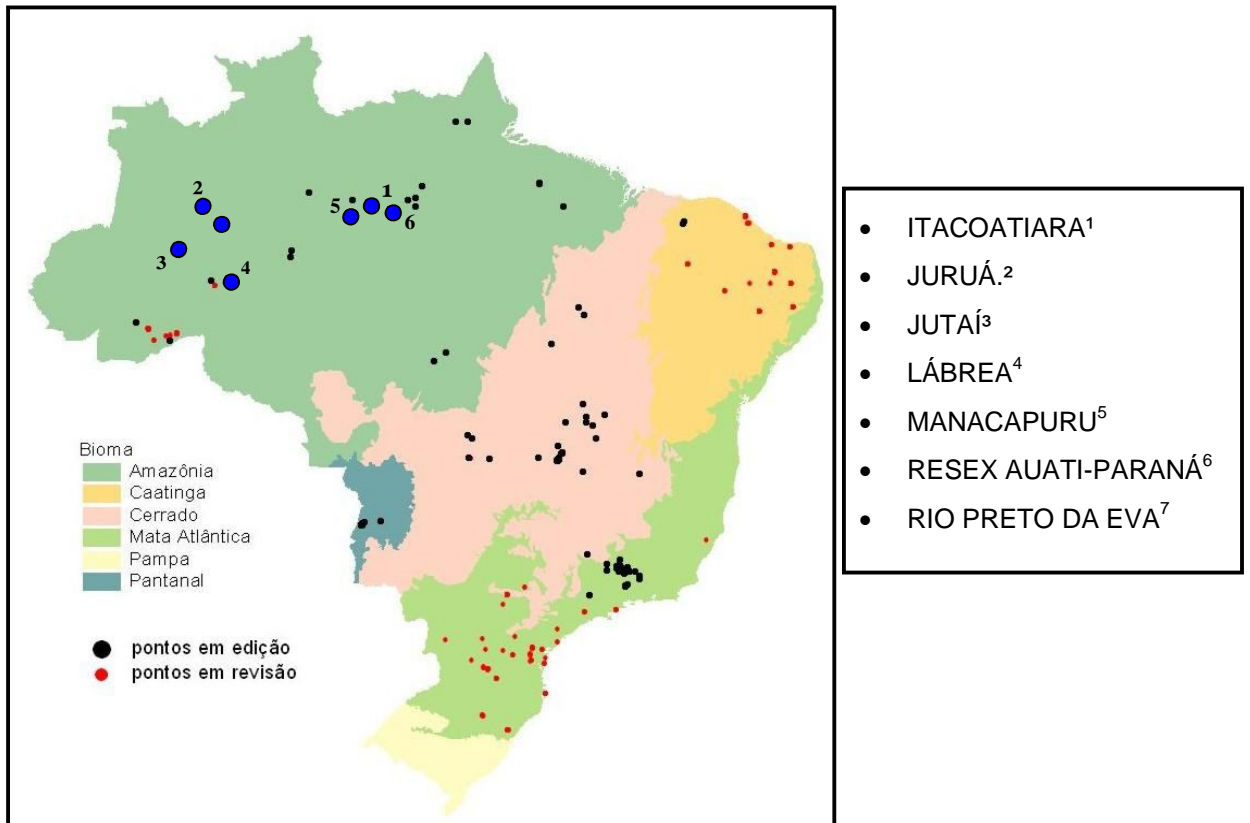 2
1
5
6
3
4
Bioma
Amazônia
Caatinga
Cerrado
Mata Atlântica
Pampa
Pantanal
pontos em edição
pontos em revisão
• ITACOATIARA¹
• JURUÁ.²
• JUTAÍ³
• LÁBREA⁴
• MANACAPURU⁵
• RESEX AUATI-PARANÁ⁶
• RIO PRETO DA EVA⁷